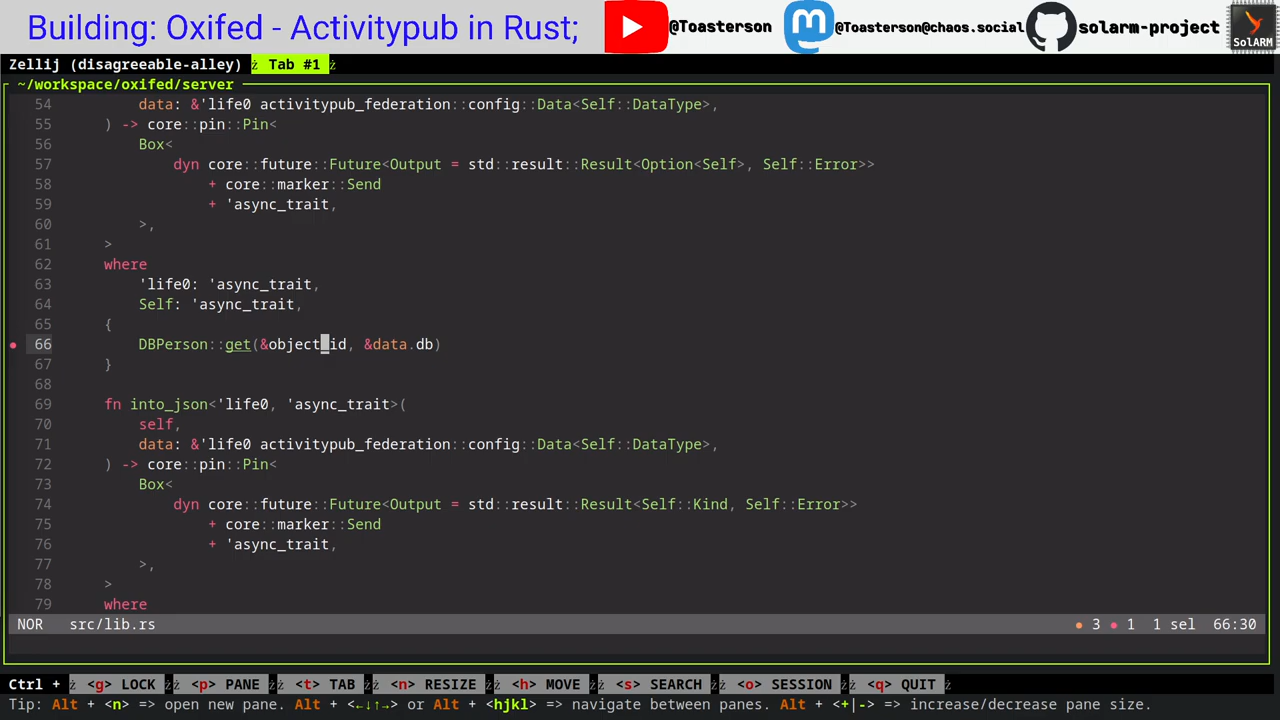 Building: Oxifed - Activitypub in Rust;
@Toasterson
@Toasterson@chaos.social
solarm-project
SolARM
Zellij (disagreeable-alley) Tab #1
~/workspace/oxifed/server
54 data: &'life0 activitypub_federation::config::Data<Self::DataType>,
55 ) -> core::pin::Pin<
56 Box<
57 dyn core::future::Future<Output = std::result::Result<Option<Self>, Self::Error>>
58 + core::marker::Send
59 + 'async_trait,
60 >,
61 >
62 where
63 'life0: 'async_trait,
64 Self: 'async_trait,
65 {
66 DBPerson::get(&object_id, &data.db)
67 }
68
69 fn into_json<'life0, 'async_trait>(
70 self,
71 data: &'life0 activitypub_federation::config::Data<Self::DataType>,
72 ) -> core::pin::Pin<
73 Box<
74 dyn core::future::Future<Output = std::result::Result<Self::Kind, Self::Error>>
75 + core::marker::Send
76 + 'async_trait,
77 >,
78 >
79 where
NOR src/lib.rs ● 3 ● 1 1 sel 66:30
Ctrl + <g> LOCK <p> PANE <t> TAB <n> RESIZE <h> MOVE <s> SEARCH <o> SESSION <q> QUIT
Tip: Alt + <n> => open new pane. Alt + <←↓↑→> or Alt + <hjkl> => navigate between panes. Alt + <+|-> => increase/decrease pane size.